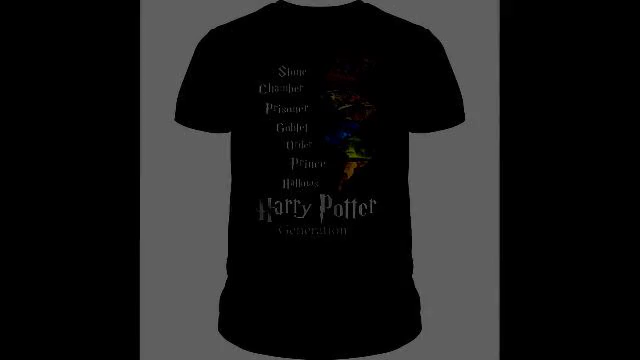 Stone
Chamber
Prisoner
Goblet
Order
Prince
Hallows
Harry Potter
Generation